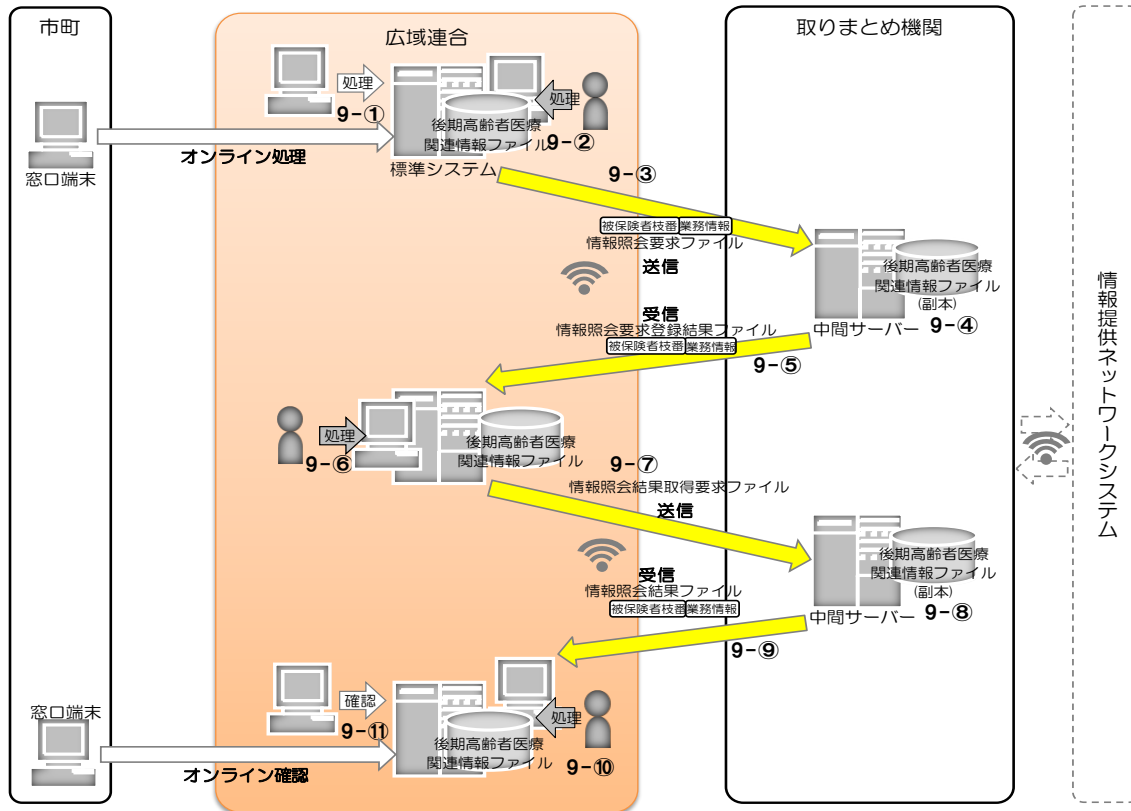 市町
広域連合
取りまとめ機関
処理
9-①
処理
後期高齢者医療
関連情報ファイル
9-②
標準システム
オンライン処理
窓口端末
9-③
被保険者枝番
業務情報
情報照会要求ファイル
送信
後期高齢者医療
関連情報ファイル
(副本)
中間サーバー
9-④
受信
情報照会要求登録結果ファイル
被保険者枝番
業務情報
9-⑤
処理
9-⑥
後期高齢者医療
関連情報ファイル
9-⑦
情報照会結果取得要求ファイル
送信
後期高齢者医療
関連情報ファイル
(副本)
中間サーバー
9-⑧
受信
情報照会結果ファイル
被保険者枝番
業務情報
9-⑨
確認
9-⑪
処理
後期高齢者医療
関連情報ファイル
9-⑩
窓口端末
オンライン確認
情報提供ネットワークシステム